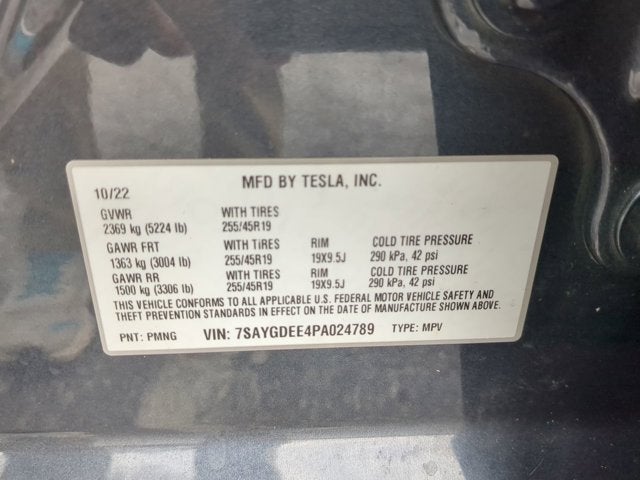 MFD BY TESLA, INC.
10/22
GVWR WITH TIRES
2369 kg (5224 lb) 255/45R19
GAWR FRT WITH TIRES RIM COLD TIRE PRESSURE
1363 kg (3004 lb) 255/45R19 19X9.5J 290 kPa, 42 psi
GAWR RR WITH TIRES RIM COLD TIRE PRESSURE
1500 kg (3306 lb) 255/45R19 19X9.5J 290 kPa, 42 psi
THIS VEHICLE CONFORMS TO ALL APPLICABLE U.S. FEDERAL MOTOR VEHICLE SAFETY AND
THEFT PREVENTION STANDARDS IN EFFECT ON THE DATE OF MANUFACTURE SHOWN ABOVE.
PNT: PMNG VIN: 7SAYGDEE4PA024789 TYPE: MPV